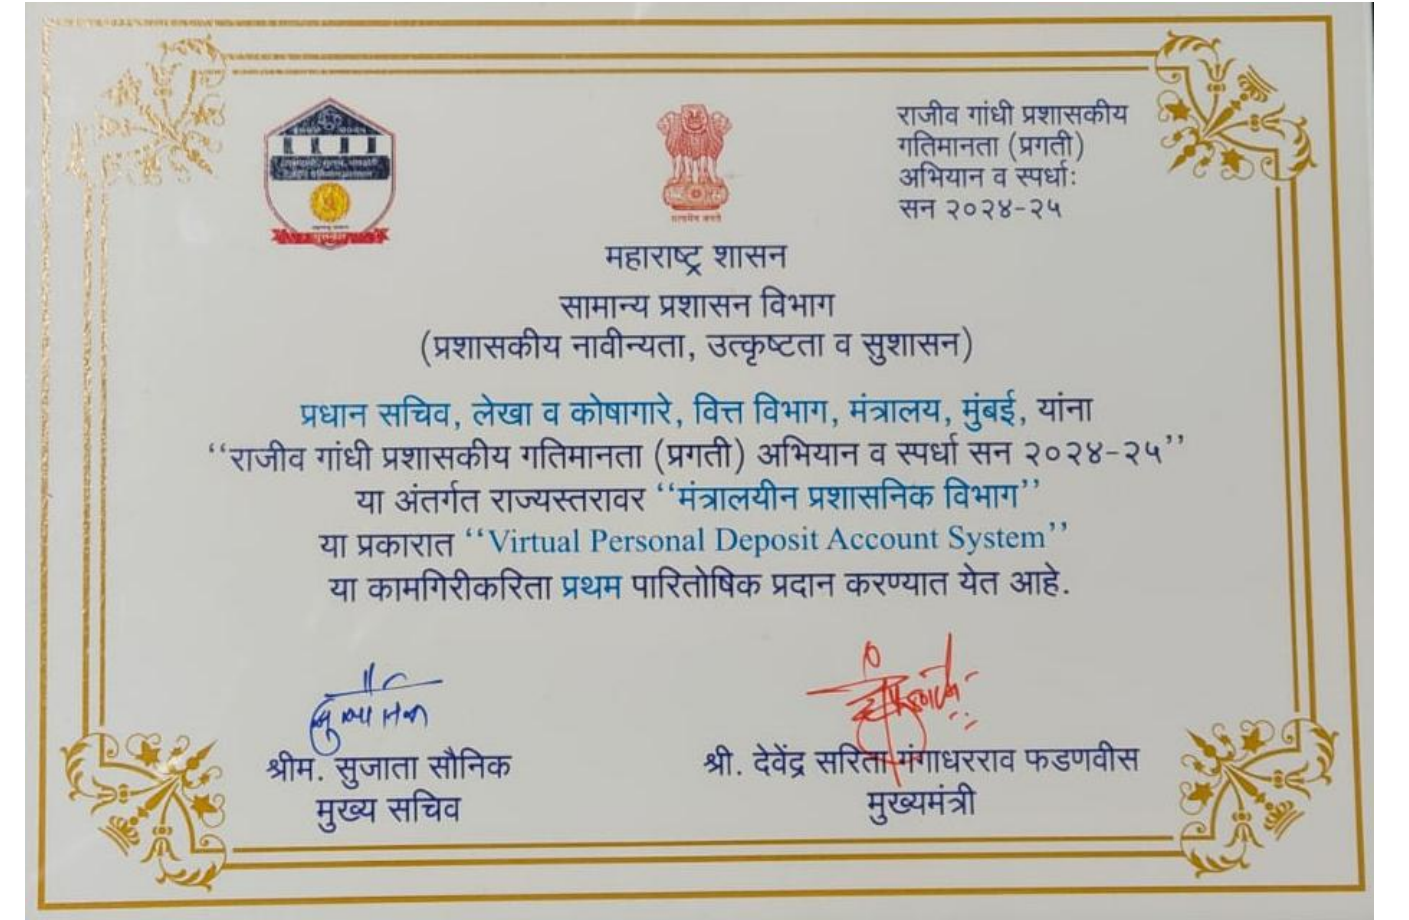 राजीव गांधी प्रशासकीय
गतिमानता (प्रगती)
अभियान व स्पर्धाः
सन २०२४-२५
सत्यमेव जयते
महाराष्ट्र शासन
सामान्य प्रशासन विभाग
(प्रशासकीय नावीन्यता, उत्कृष्टता व सुशासन)
प्रधान सचिव, लेखा व कोषागारे, वित्त विभाग, मंत्रालय, मुंबई, यांना
‘‘राजीव गांधी प्रशासकीय गतिमानता (प्रगती) अभियान व स्पर्धा सन २०२४-२५’’
या अंतर्गत राज्यस्तरावर ‘‘मंत्रालयीन प्रशासनिक विभाग’’
या प्रकारात ‘‘Virtual Personal Deposit Account System’’
या कामगिरीकरिता प्रथम पारितोषिक प्रदान करण्यात येत आहे.
श्रीम. सुजाता सौनिक
मुख्य सचिव
श्री. देवेंद्र सरिता गंगाधरराव फडणवीस
मुख्यमंत्री